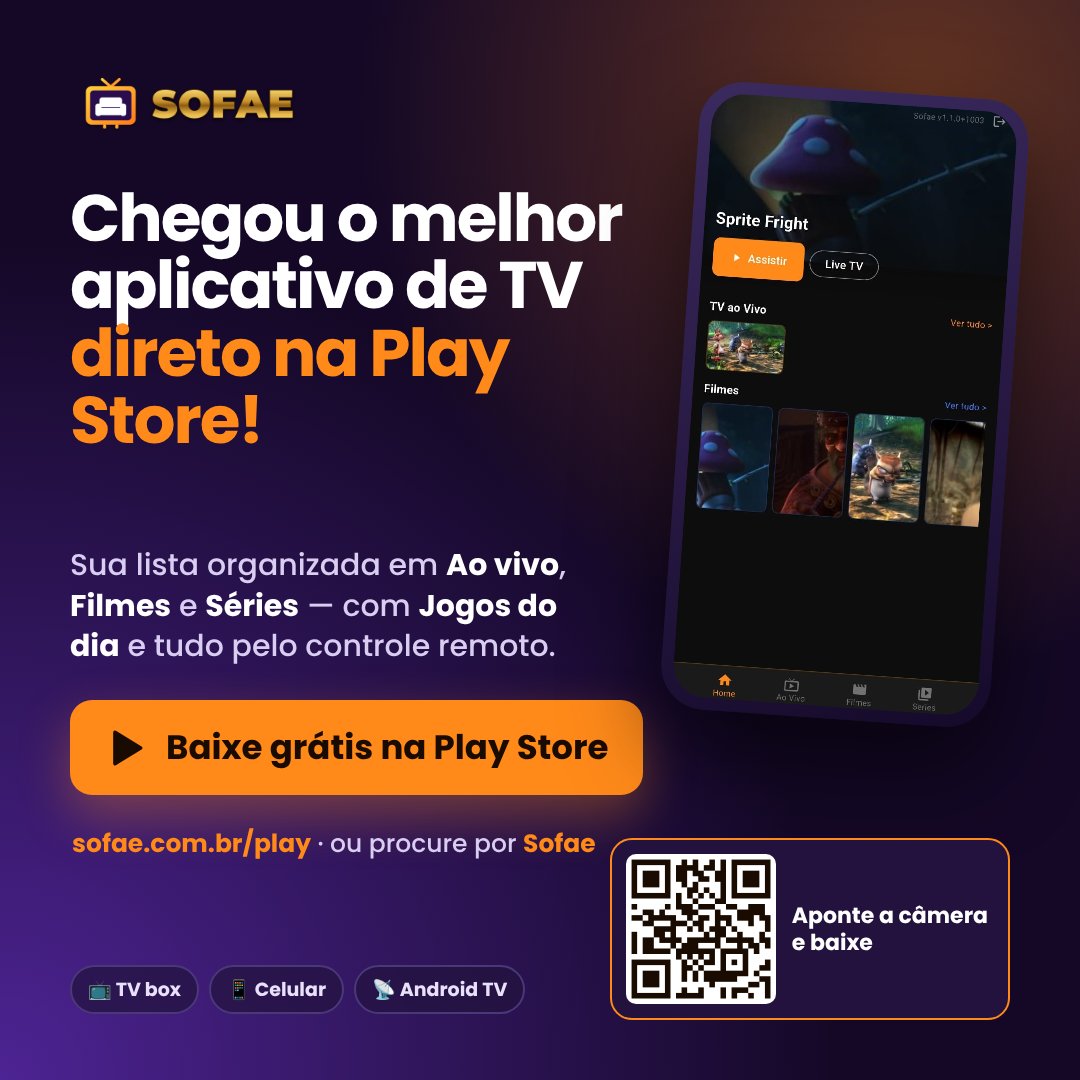 SOFAE
Chegou o melhor
aplicativo de TV
direto na Play
Store!
Sua lista organizada em Ao vivo,
Filmes e Séries — com Jogos do
dia e tudo pelo controle remoto.
Baixe grátis na Play Store
sofae.com.br/play · ou procure por Sofae
TV box
Celular
Android TV
Sofae v1.1.0+1003
Sprite Fright
Assistir
Live TV
TV ao Vivo
Ver tudo >
Filmes
Ver tudo >
Home
Ao Vivo
Filmes
Séries
Aponte a câmera
e baixe